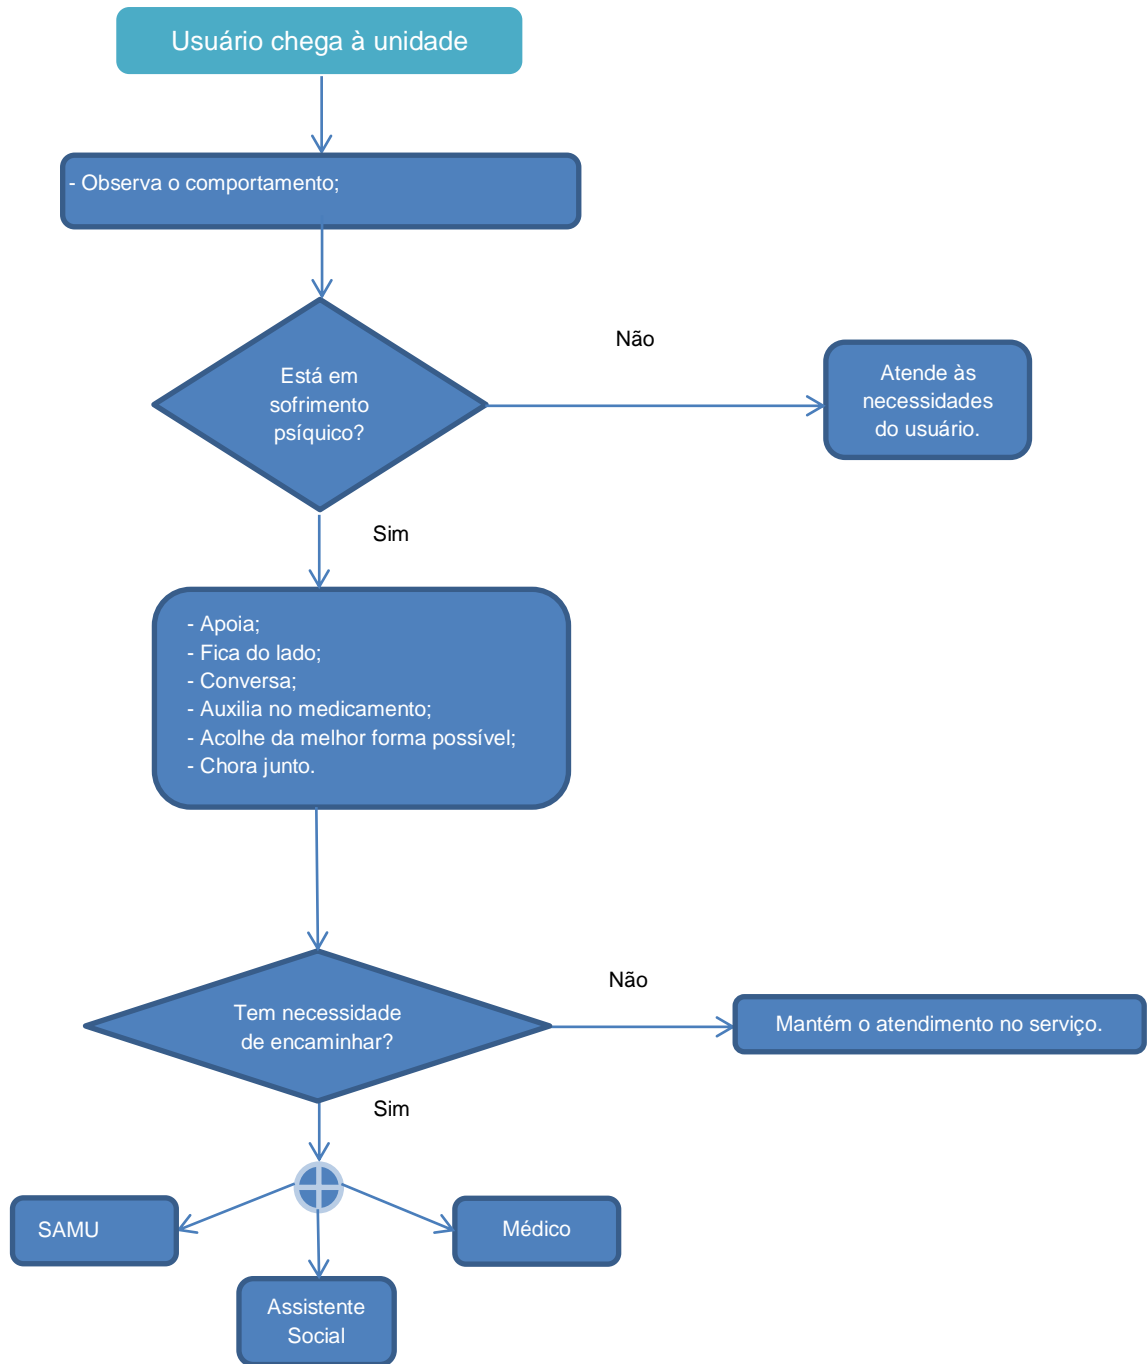 Usuário chega à unidade
- Observa o comportamento;
Não
Está em
sofrimento
psíquico?
Atende às
necessidades
do usuário.
Sim
- Apoia;
- Fica do lado;
- Conversa;
- Auxilia no medicamento;
- Acolhe da melhor forma possível;
- Chora junto.
Não
Tem necessidade
de encaminhar?
Mantém o atendimento no serviço.
Sim
SAMU
Médico
Assistente
Social